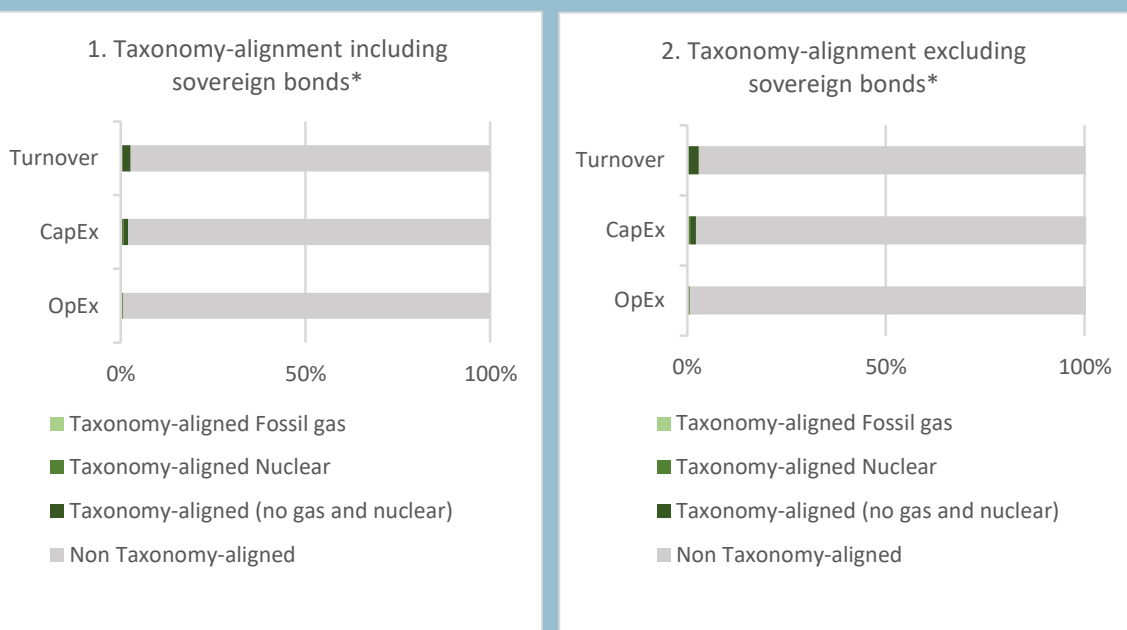 1. Taxonomy-alignment including
sovereign bonds*
Turnover
CapEx
OpEx
0%
50%
100%
Taxonomy-aligned Fossil gas
Taxonomy-aligned Nuclear
Taxonomy-aligned (no gas and nuclear)
Non Taxonomy-aligned
2. Taxonomy-alignment excluding
sovereign bonds*
Turnover
CapEx
OpEx
0%
50%
100%
Taxonomy-aligned Fossil gas
Taxonomy-aligned Nuclear
Taxonomy-aligned (no gas and nuclear)
Non Taxonomy-aligned